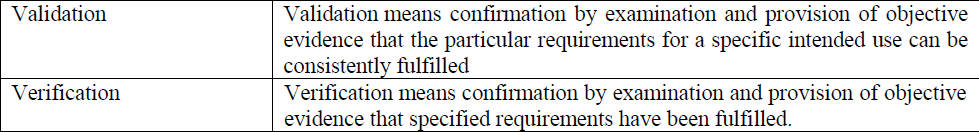 Validation
Validation means confirmation by examination and provision of objective
evidence that the particular requirements for a specific intended use can be
consistently fulfilled
Verification
Verification means confirmation by examination and provision of objective
evidence that specified requirements have been fulfilled.